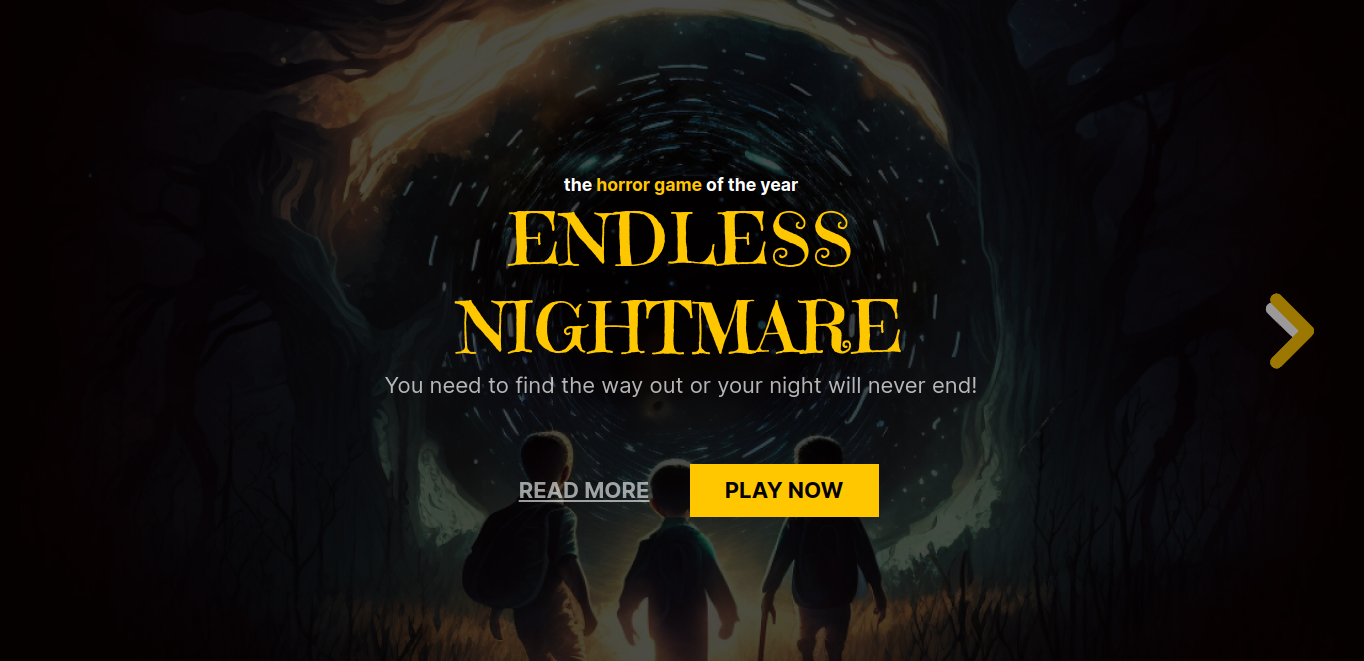 the horror game of the year
ENDLESS
NIGHTMARE
You need to find the way out or your night will never end!
READ MORE PLAY NOW